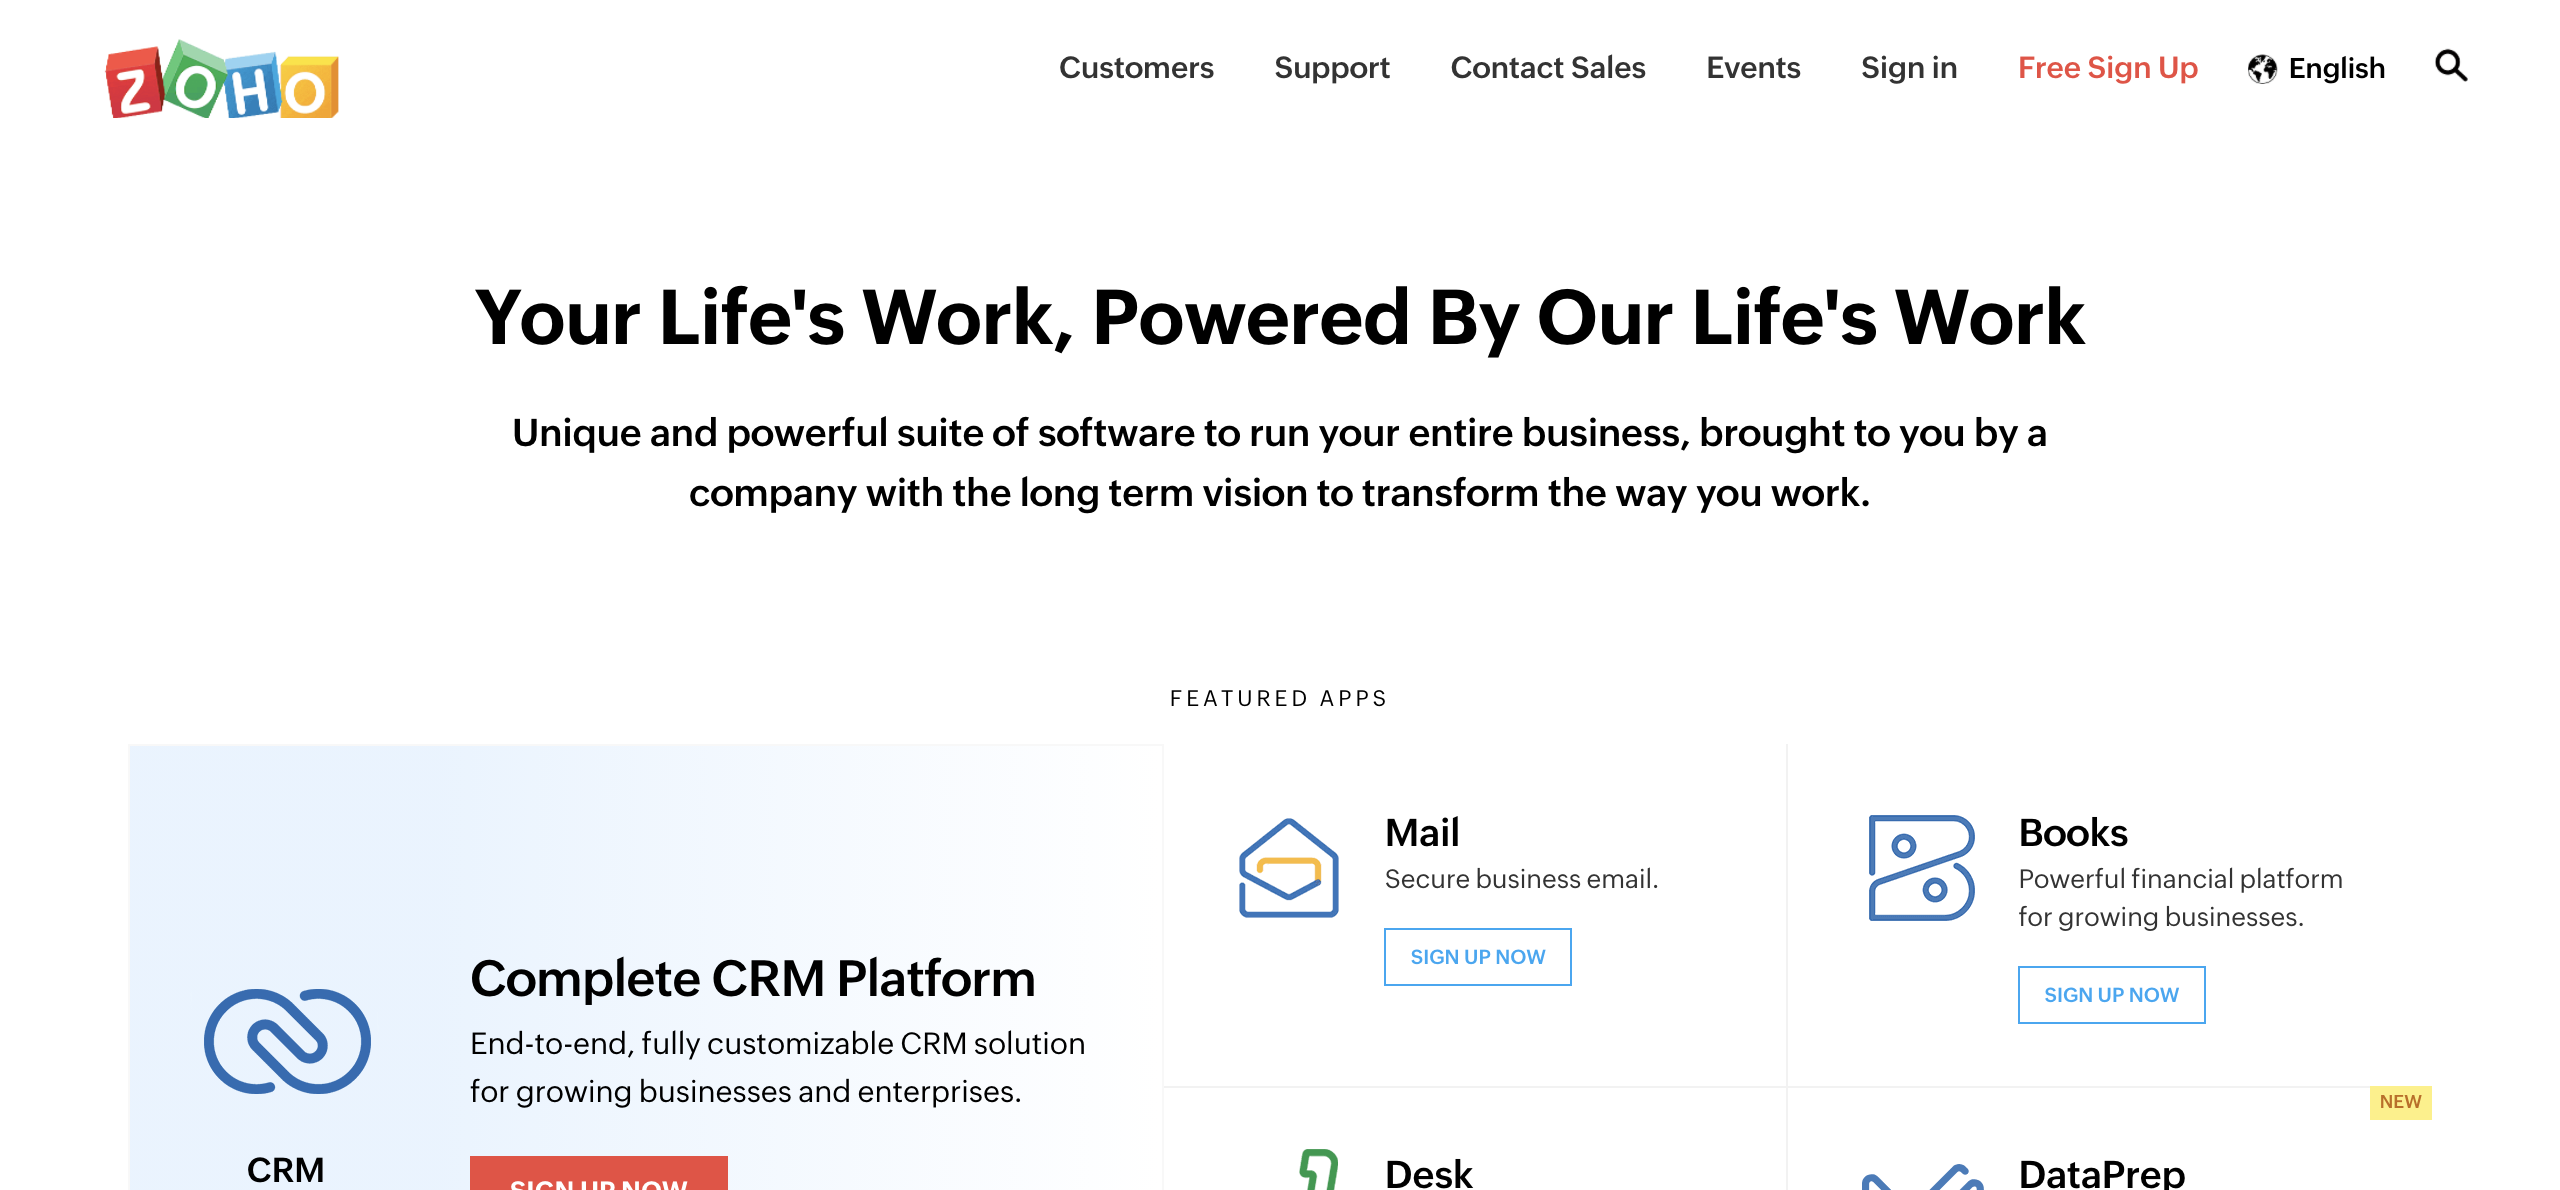 ZOHO
Customers Support Contact Sales Events Sign in Free Sign Up English
Your Life's Work, Powered By Our Life's Work
Unique and powerful suite of software to run your entire business, brought to you by a
company with the long term vision to transform the way you work.
FEATURED APPS
Complete CRM Platform
End-to-end, fully customizable CRM solution
for growing businesses and enterprises.
CRM
SIGN UP NOW
Mail
Secure business email.
SIGN UP NOW
Books
Powerful financial platform
for growing businesses.
SIGN UP NOW
Desk
NEW
DataPrep